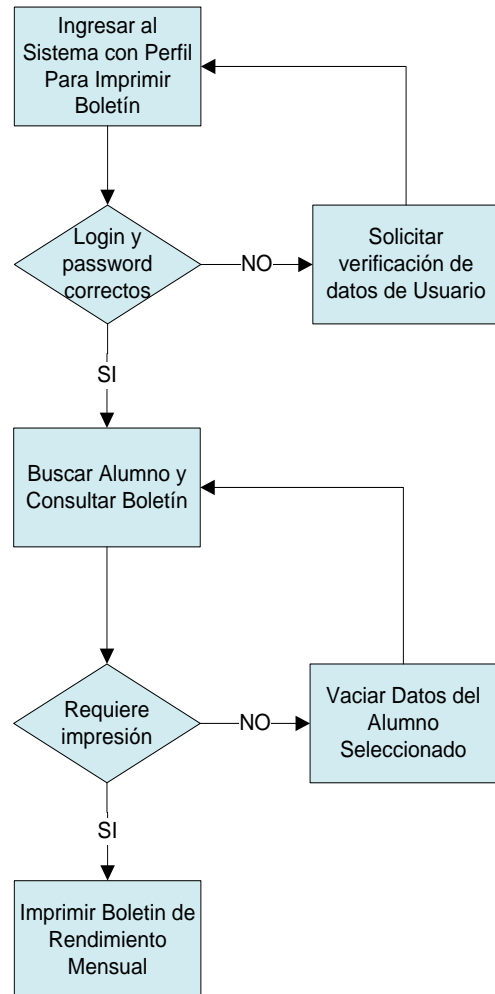 Ingresar al
Sistema con Perfil
Para Imprimir
Boletín
Login y
password
correctos
NO
Solicitar
verificación de
datos de Usuario
SI
Buscar Alumno y
Consultar Boletín
Requiere
impresión
NO
Vaciar Datos del
Alumno
Seleccionado
SI
Imprimir Boletin de
Rendimiento
Mensual